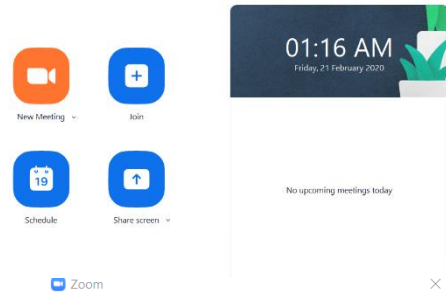 01:16 AM
Friday, 21 February 2020
New Meeting
Join
19
Schedule
Share screen
No upcoming meetings today
Zoom